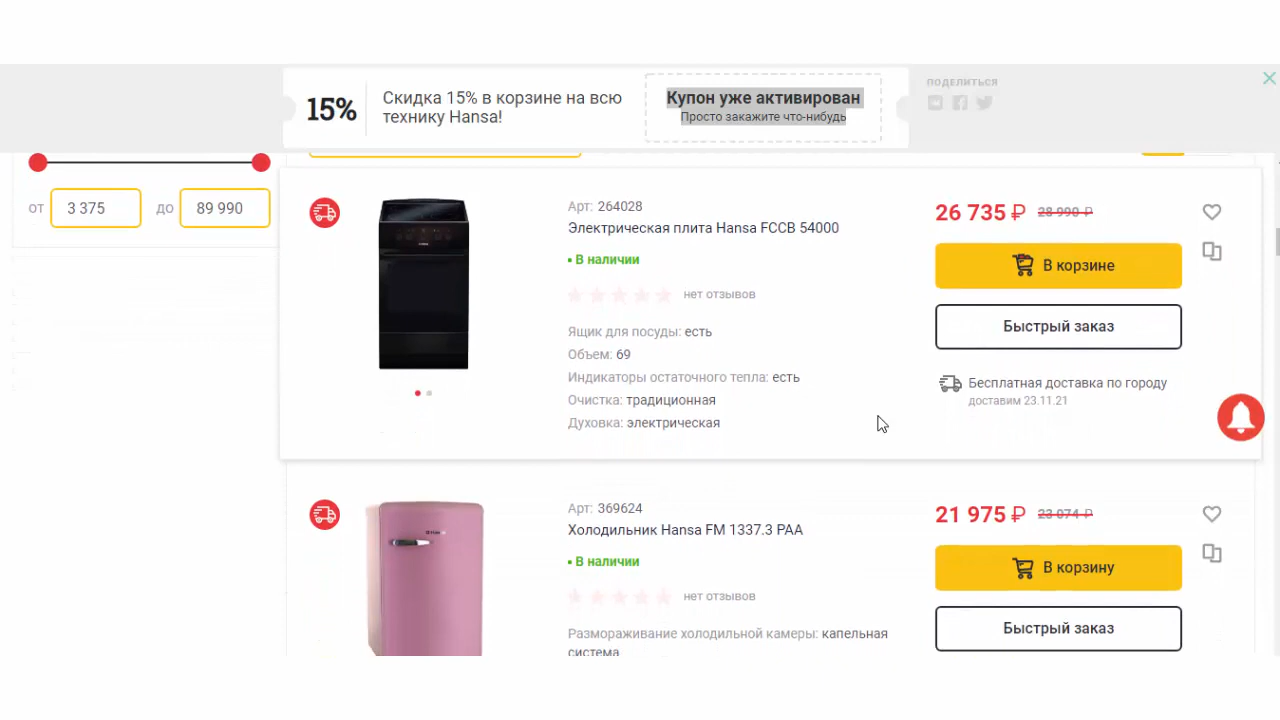 15%
Скидка 15% в корзине на всю
технику Hansa!
Купон уже активирован
Просто закажите что-нибудь
ПОДЕЛИТЬСЯ
от 3 375 до 89 990
Арт: 264028
Электрическая плита Hansa FCCB 54000
В наличии
нет отзывов
Ящик для посуды: есть
Объем: 69
Индикаторы остаточного тепла: есть
Очистка: традиционная
Духовка: электрическая
26 735 ₽ 28 990 ₽
В корзине
Быстрый заказ
Бесплатная доставка по городу
доставим 23.11.21
Арт: 369624
Холодильник Hansa FM 1337.3 PAA
В наличии
нет отзывов
Размораживание холодильной камеры: капельная
система
21 975 ₽ 23 074 ₽
В корзину
Быстрый заказ